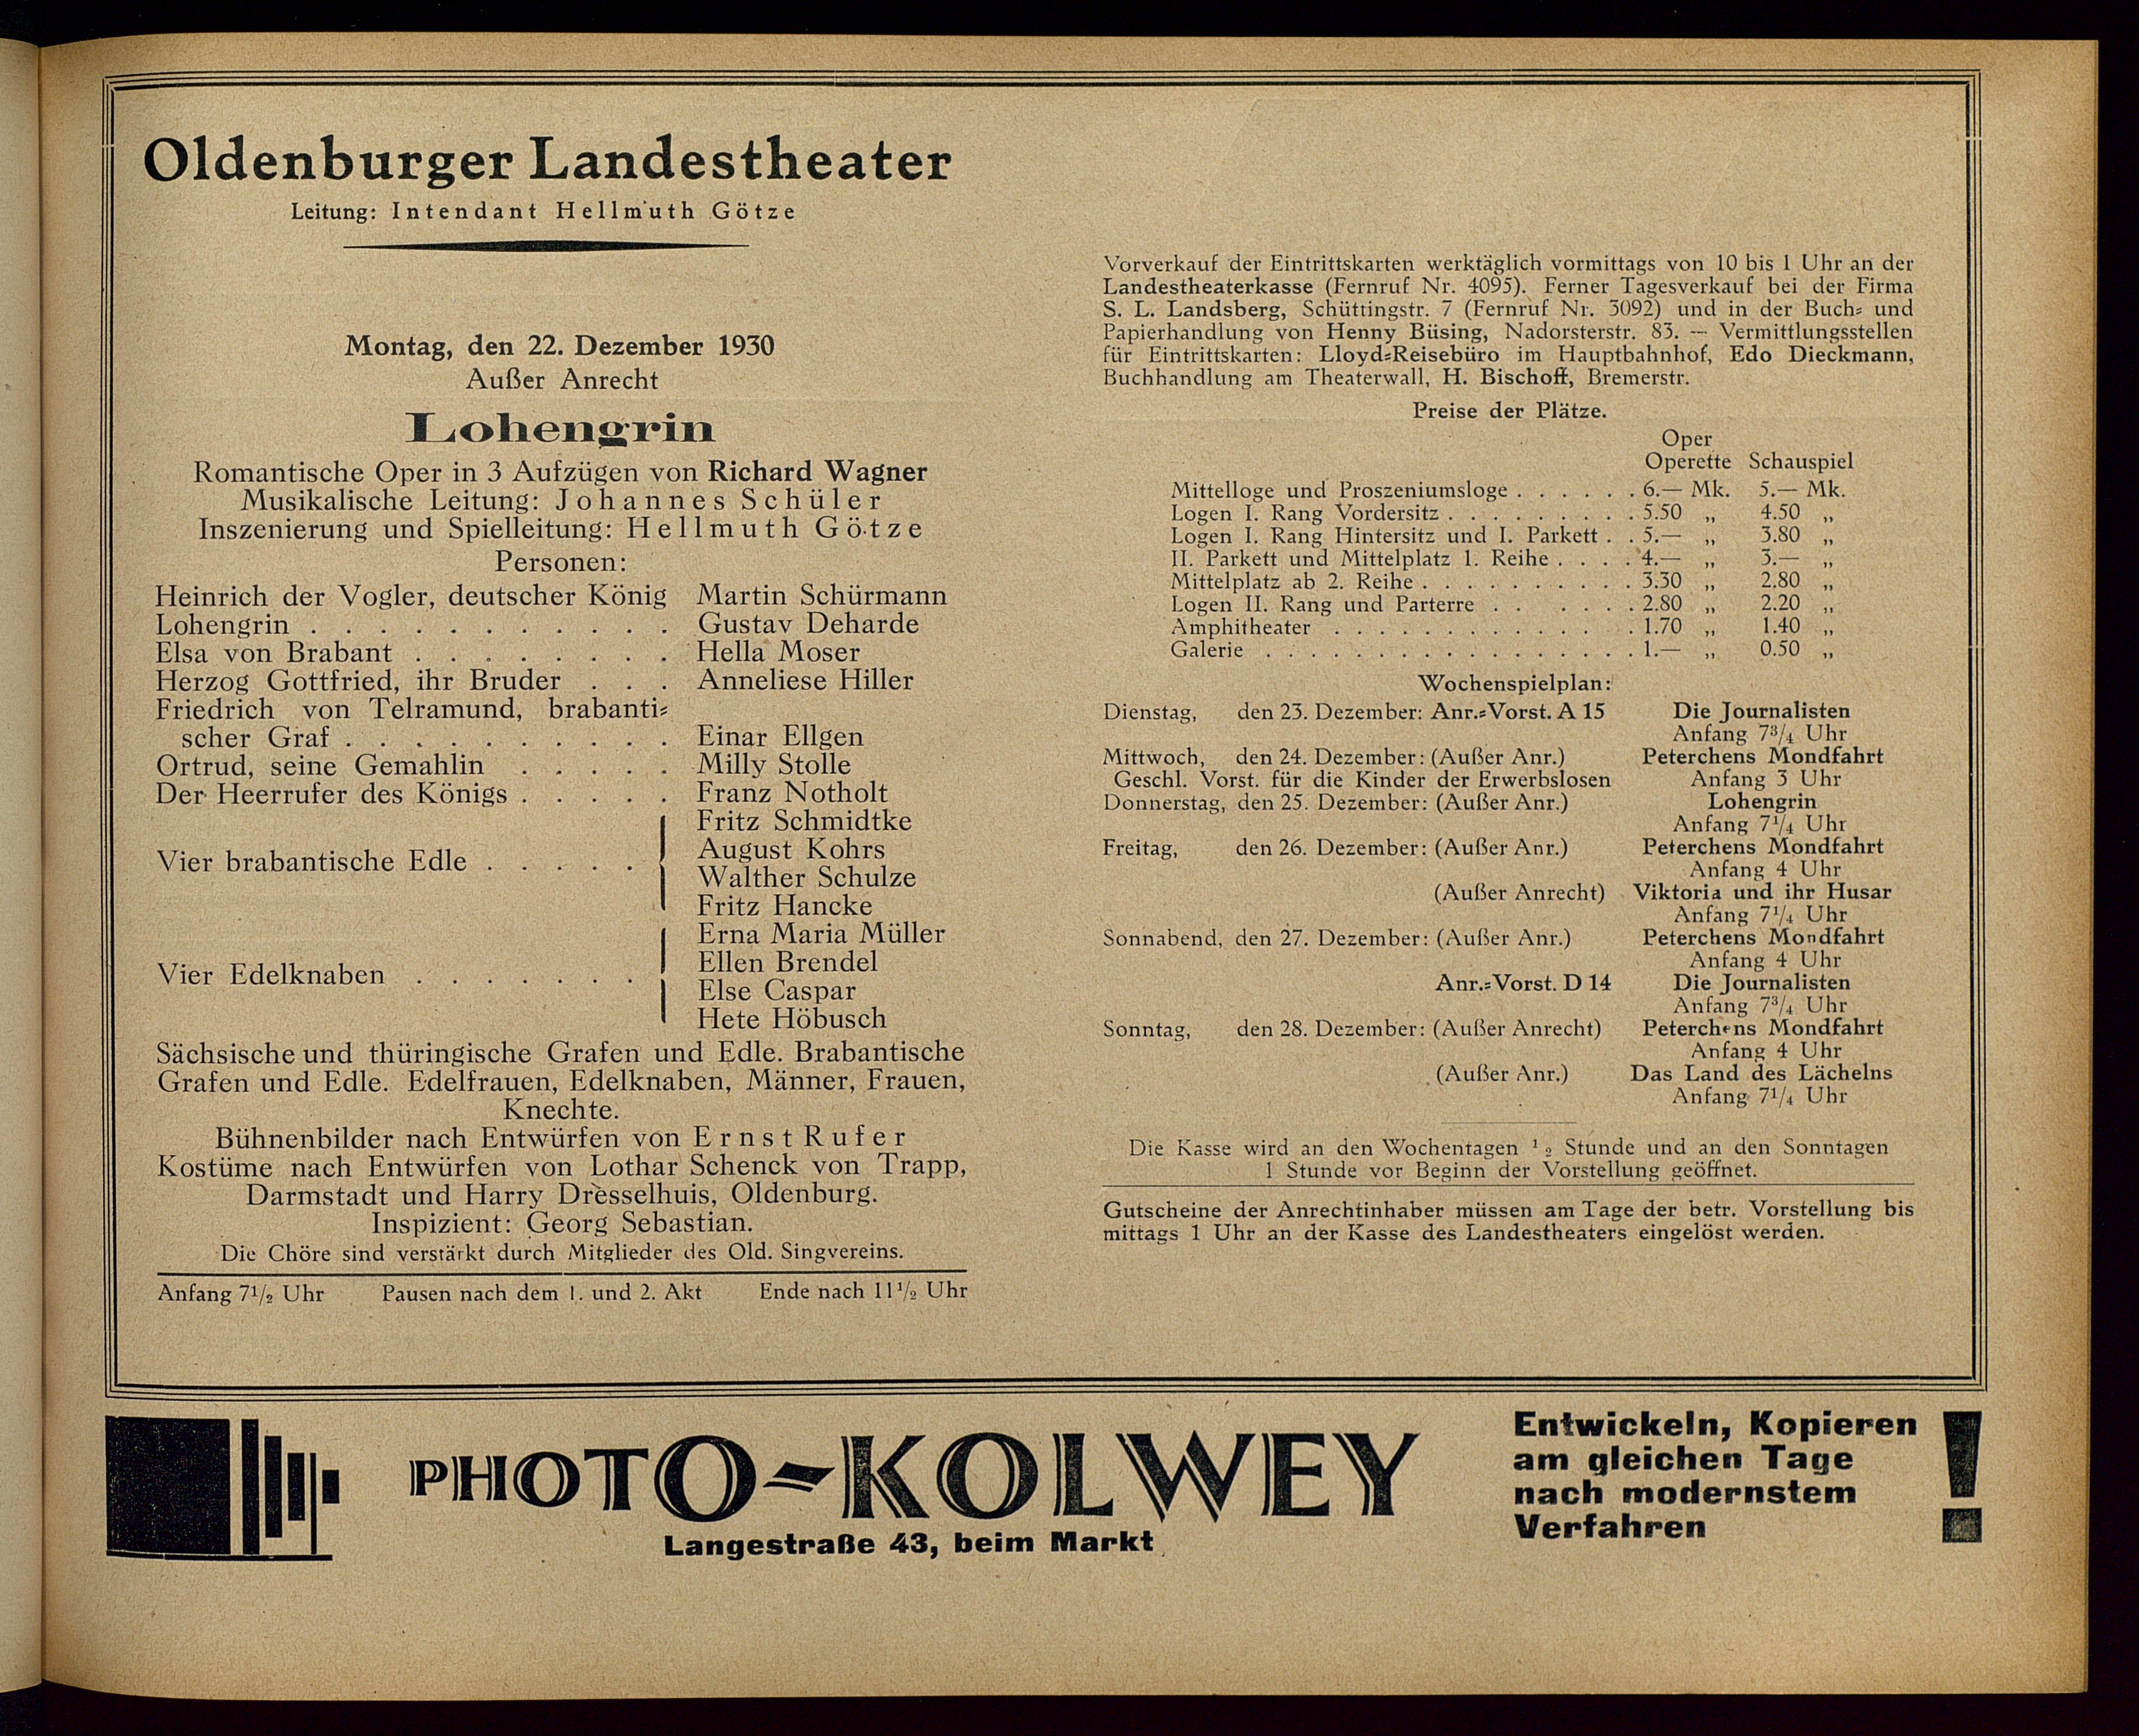 Oldenburger Landestheater
Leitung: Intendant Hellmuth Götze
Montag, den 22. Dezember 1930
Außer Anrecht
Lohengrin
Romantische Oper in 3 Aufzügen von Richard Wagner
Musikalische Leitung: Johannes Schüler
Inszenierung und Spielleitung: Hellmuth Götze
Personen:
Heinrich der Vogler, deutscher König Martin Schürmann
Lohengrin . . . . . . . . . . . Gustav Deharde
Elsa von Brabant . . . . . . . . Hella Moser
Herzog Gottfried, ihr Bruder . . . Anneliese Hiller
Friedrich von Telramund, brabanti-
scher Graf . . . . . . . . . . Einar Ellgen
Ortrud, seine Gemahlin . . . . . Milly Stolle
Der Heerrufer des Königs . . . . . Franz Notholt
Fritz Schmidtke
August Kohrs
Vier brabantische Edle . . . . .
Walther Schulze
Fritz Hancke
Erna Maria Müller
Ellen Brendel
Vier Edelknaben . . . . . . .
Else Caspar
Hete Höbusch
Sächsische und thüringische Grafen und Edle. Brabantische
Grafen und Edle. Edelfrauen, Edelknaben, Männer, Frauen,
Knechte.
Bühnenbilder nach Entwürfen von Ernst Rufer
Kostüme nach Entwürfen von Lothar Schenck von Trapp,
Darmstadt und Harry Dresselhuis, Oldenburg.
Inspizient: Georg Sebastian.
Die Chöre sind verstärkt durch Mitglieder des Old. Singvereins.
Anfang 7½ Uhr Pausen nach dem 1. und 2. Akt Ende nach 11½ Uhr
Vorverkauf der Eintrittskarten werktäglich vormittags von 10 bis 1 Uhr an der
Landestheaterkasse (Fernruf Nr. 4095). Ferner Tagesverkauf bei der Firma
S. L. Landsberg, Schüttingstr. 7 (Fernruf Nr. 3092) und in der Buch- und
Papierhandlung von Henny Büsing, Nadorsterstr. 83. — Vermittlungsstellen
für Eintrittskarten: Lloyd-Reisebüro im Hauptbahnhof, Edo Dieckmann,
Buchhandlung am Theaterwall, H. Bischoff, Bremerstr.
Preise der Plätze.
Oper
Operette Schauspiel
Mittelloge und Proszeniumsloge . . . . . . 6.— Mk. 5.— Mk.
Logen I. Rang Vordersitz . . . . . . . . . 5.50 „ 4.50 „
Logen I. Rang Hintersitz und I. Parkett . . 5.— „ 3.80 „
II. Parkett und Mittelplatz 1. Reihe . . . . 4.— „ 3.— „
Mittelplatz ab 2. Reihe . . . . . . . . . . 3.30 „ 2.80 „
Logen II. Rang und Parterre . . . . . . 2.80 „ 2.20 „
Amphitheater . . . . . . . . . . . . . 1.70 „ 1.40 „
Galerie . . . . . . . . . . . . . . . . . 1.— „ 0.50 „
Wochenspielplan:
Dienstag, den 23. Dezember: Anr.-Vorst. A 15 Die Journalisten
Anfang 7¾ Uhr
Mittwoch, den 24. Dezember: (Außer Anr.) Peterchens Mondfahrt
Geschl. Vorst. für die Kinder der Erwerbslosen Anfang 3 Uhr
Donnerstag, den 25. Dezember: (Außer Anr.) Lohengrin
Anfang 7¼ Uhr
Freitag, den 26. Dezember: (Außer Anr.) Peterchens Mondfahrt
Anfang 4 Uhr
(Außer Anrecht) Viktoria und ihr Husar
Anfang 7¼ Uhr
Sonnabend, den 27. Dezember: (Außer Anr.) Peterchens Mondfahrt
Anfang 4 Uhr
Anr.-Vorst. D 14 Die Journalisten
Anfang 7¾ Uhr
Sonntag, den 28. Dezember: (Außer Anrecht) Peterchens Mondfahrt
Anfang 4 Uhr
(Außer Anr.) Das Land des Lächelns
Anfang 7¼ Uhr
Die Kasse wird an den Wochentagen ½ Stunde und an den Sonntagen
1 Stunde vor Beginn der Vorstellung geöffnet.
Gutscheine der Anrechtinhaber müssen am Tage der betr. Vorstellung bis
mittags 1 Uhr an der Kasse des Landestheaters eingelöst werden.
PHOTO-KOLWEY
Langestraße 43, beim Markt
Entwickeln, Kopieren
am gleichen Tage
nach modernstem
Verfahren !